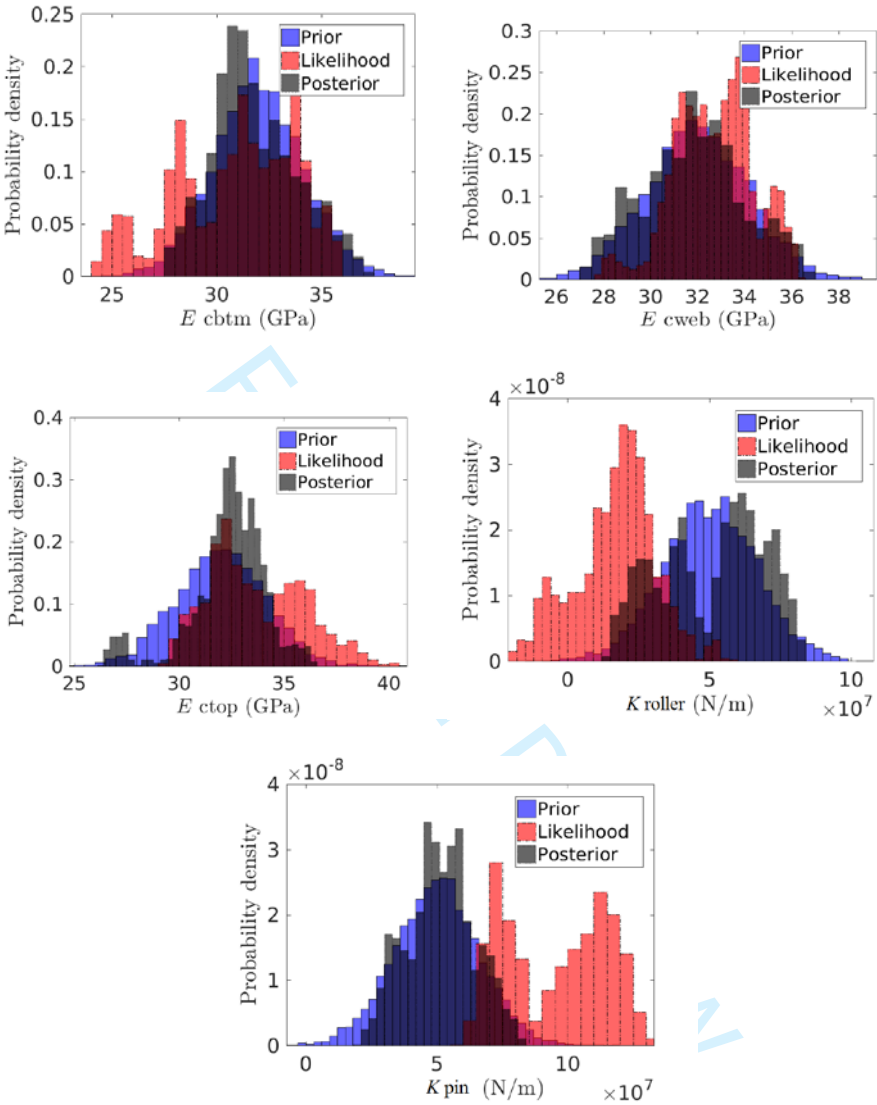 0.25
0.2
0.15
0.1
0.05
0
Probability density
Prior
Likelihood
Posterior
25 30 35
E cbtm (GPa)
0.3
0.25
0.2
0.15
0.1
0.05
0
Probability density
Prior
Likelihood
Posterior
26 28 30 32 34 36 38
E cweb (GPa)
0.4
0.3
0.2
0.1
0
Probability density
Prior
Likelihood
Posterior
25 30 35 40
E ctop (GPa)
×10⁻⁸
4
3
2
1
0
Probability density
Prior
Likelihood
Posterior
0 5 10
K roller (N/m)
×10⁷
×10⁻⁸
4
3
2
1
0
Probability density
Prior
Likelihood
Posterior
0 5 10
K pin (N/m)
×10⁷